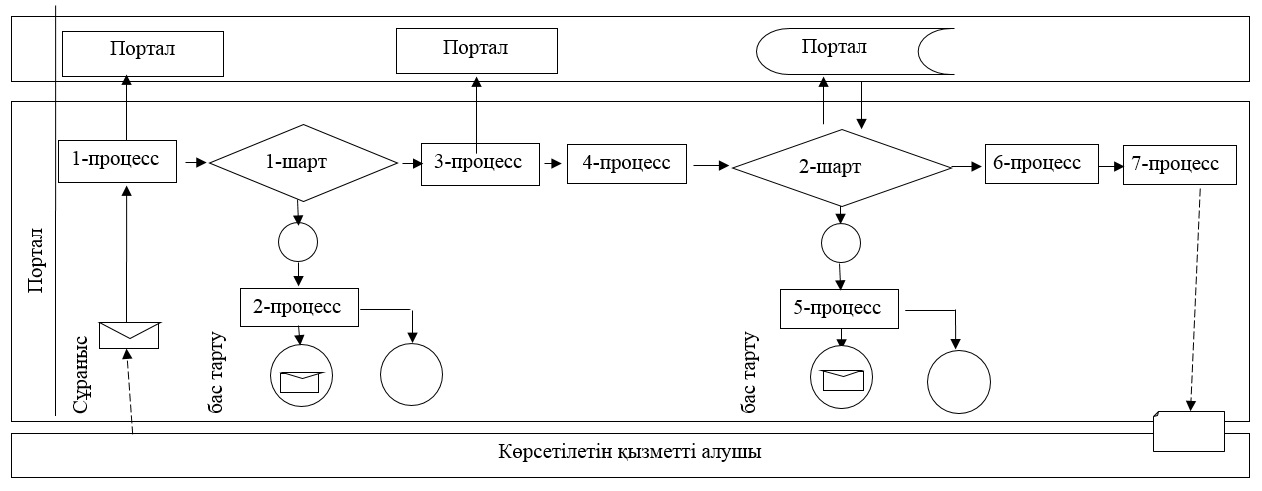 Портал
Портал
Портал
Портал
1-процесс
1-шарт
3-процесс
4-процесс
2-шарт
6-процесс
7-процесс
Сұраныс
2-процесс
бас тарту
5-процесс
бас тарту
Көрсетілетін қызметті алушы